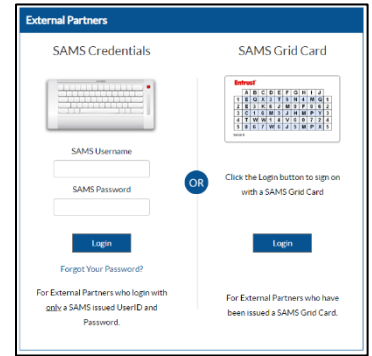 External Partners
SAMS Credentials
SAMS Username
SAMS Password
Login
Forgot Your Password?
For External Partners who login with
only a SAMS issued UserID and
Password.
OR
SAMS Grid Card
Entrust
A B C D E F G H I J
Click the Login button to sign on
with a SAMS Grid Card
Login
For External Partners who have
been issued a SAMS Grid Card.